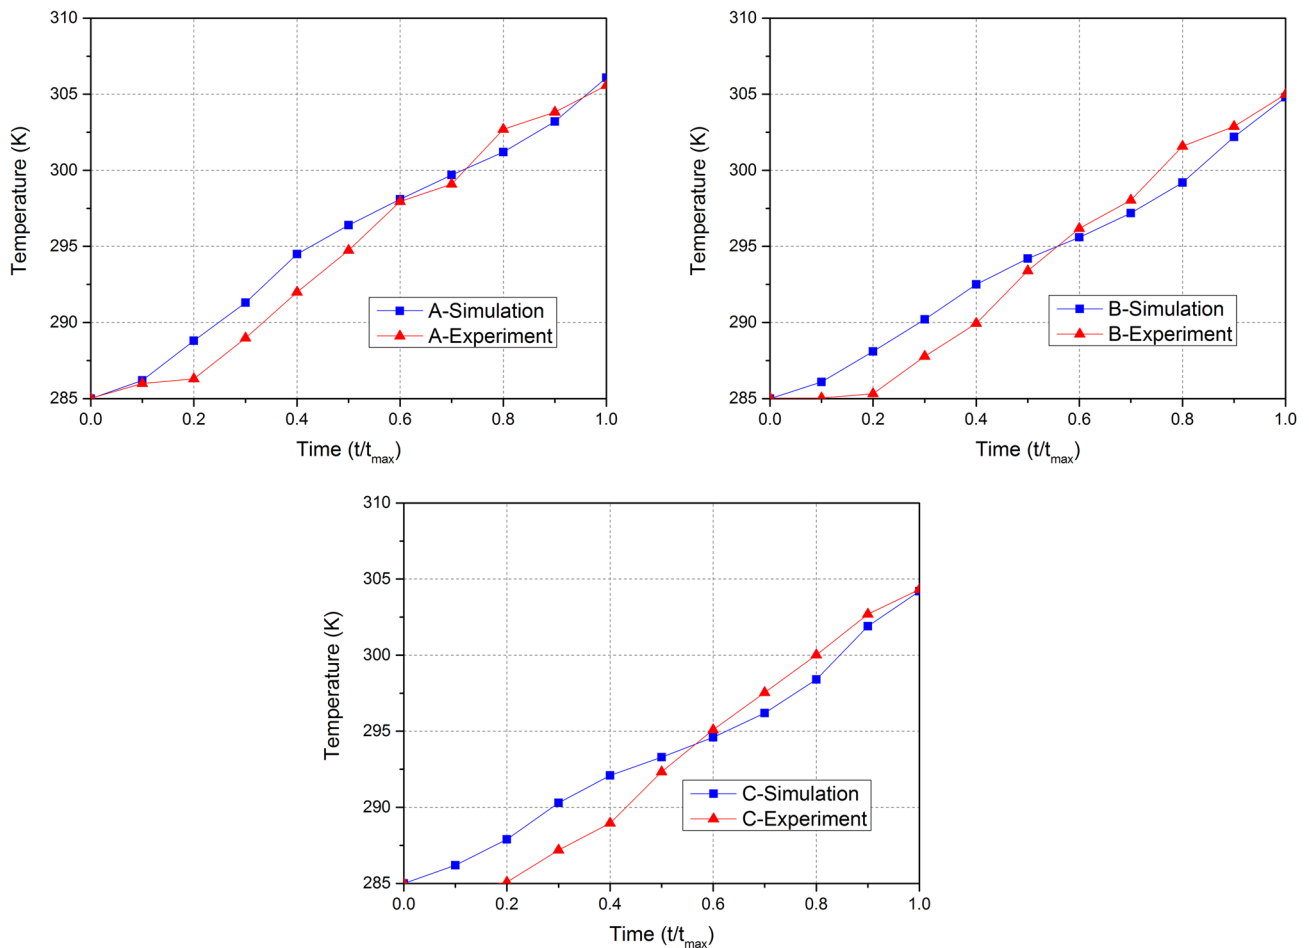 310
305
300
295
290
285
Temperature (K)
0.0 0.2 0.4 0.6 0.8 1.0
Time (t/tmax)
A-Simulation
A-Experiment
310
305
300
295
290
285
Temperature (K)
0.0 0.2 0.4 0.6 0.8 1.0
Time (t/tmax)
B-Simulation
B-Experiment
310
305
300
295
290
285
Temperature (K)
0.0 0.2 0.4 0.6 0.8 1.0
Time (t/tmax)
C-Simulation
C-Experiment